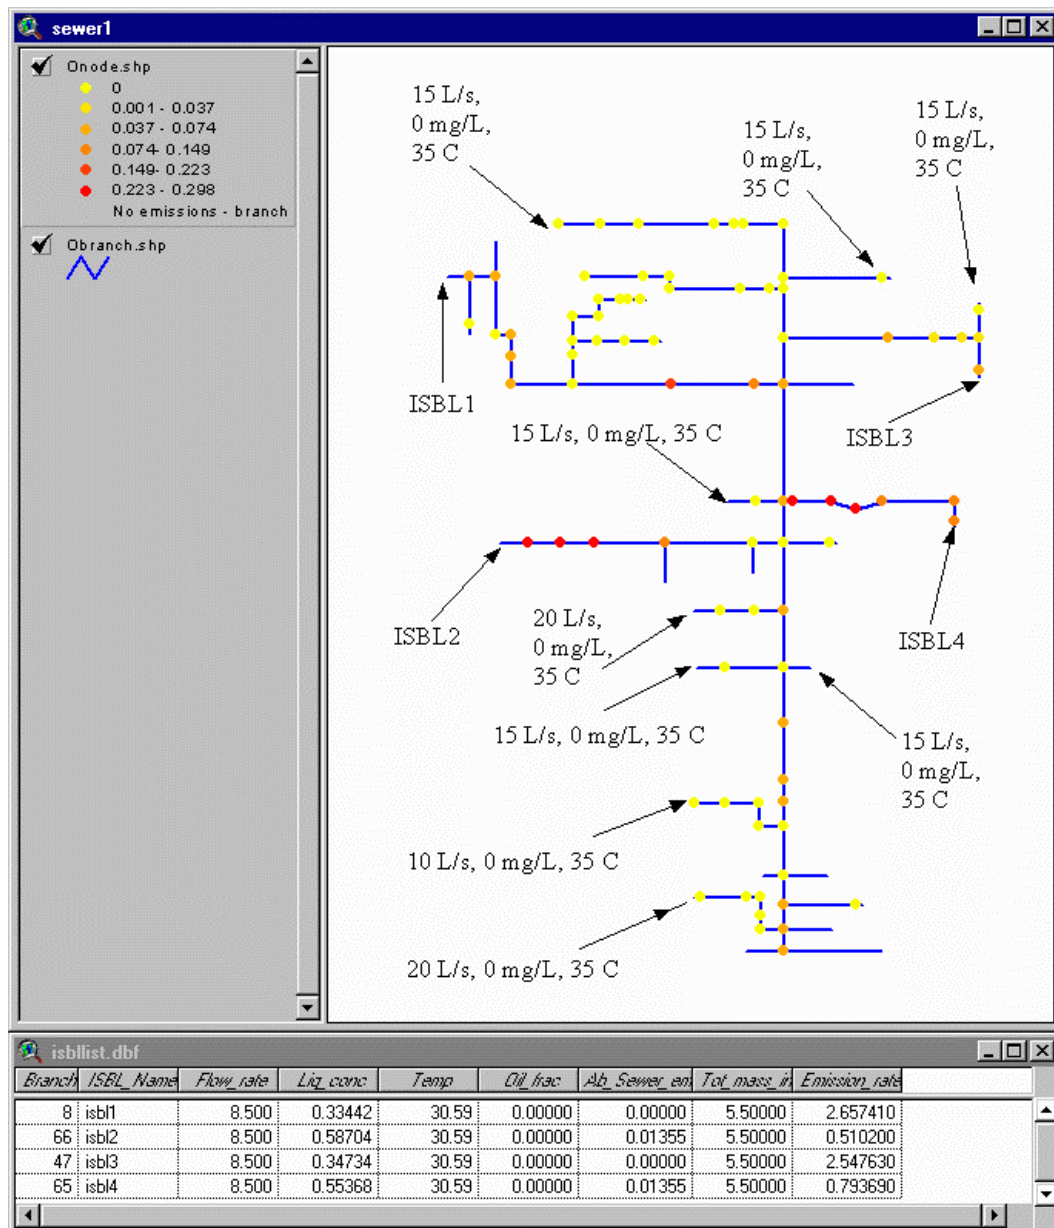 sewer1
Onode.shp
0
0.001 - 0.037
0.037 - 0.074
0.074- 0.149
0.149- 0.223
0.223 - 0.298
No emissions - branch
Obranch.shp
15 L/s,
0 mg/L,
35 C
15 L/s,
0 mg/L,
35 C
15 L/s,
0 mg/L,
35 C
ISBL1
ISBL3
15 L/s, 0 mg/L, 35 C
ISBL2
20 L/s,
0 mg/L,
35 C
ISBL4
15 L/s, 0 mg/L, 35 C
15 L/s,
0 mg/L,
35 C
10 L/s, 0 mg/L, 35 C
20 L/s, 0 mg/L, 35 C
isbllist.dbf
Branch ISBL_Name Flow_rate Liq_conc Temp Oil_frac Ab_Sewer_em Tot_mass_in Emission_rate
8 isbl1 8.500 0.33442 30.59 0.00000 0.00000 5.50000 2.657410
66 isbl2 8.500 0.58704 30.59 0.00000 0.01355 5.50000 0.510200
47 isbl3 8.500 0.34734 30.59 0.00000 0.00000 5.50000 2.547630
65 isbl4 8.500 0.55368 30.59 0.00000 0.01355 5.50000 0.793690